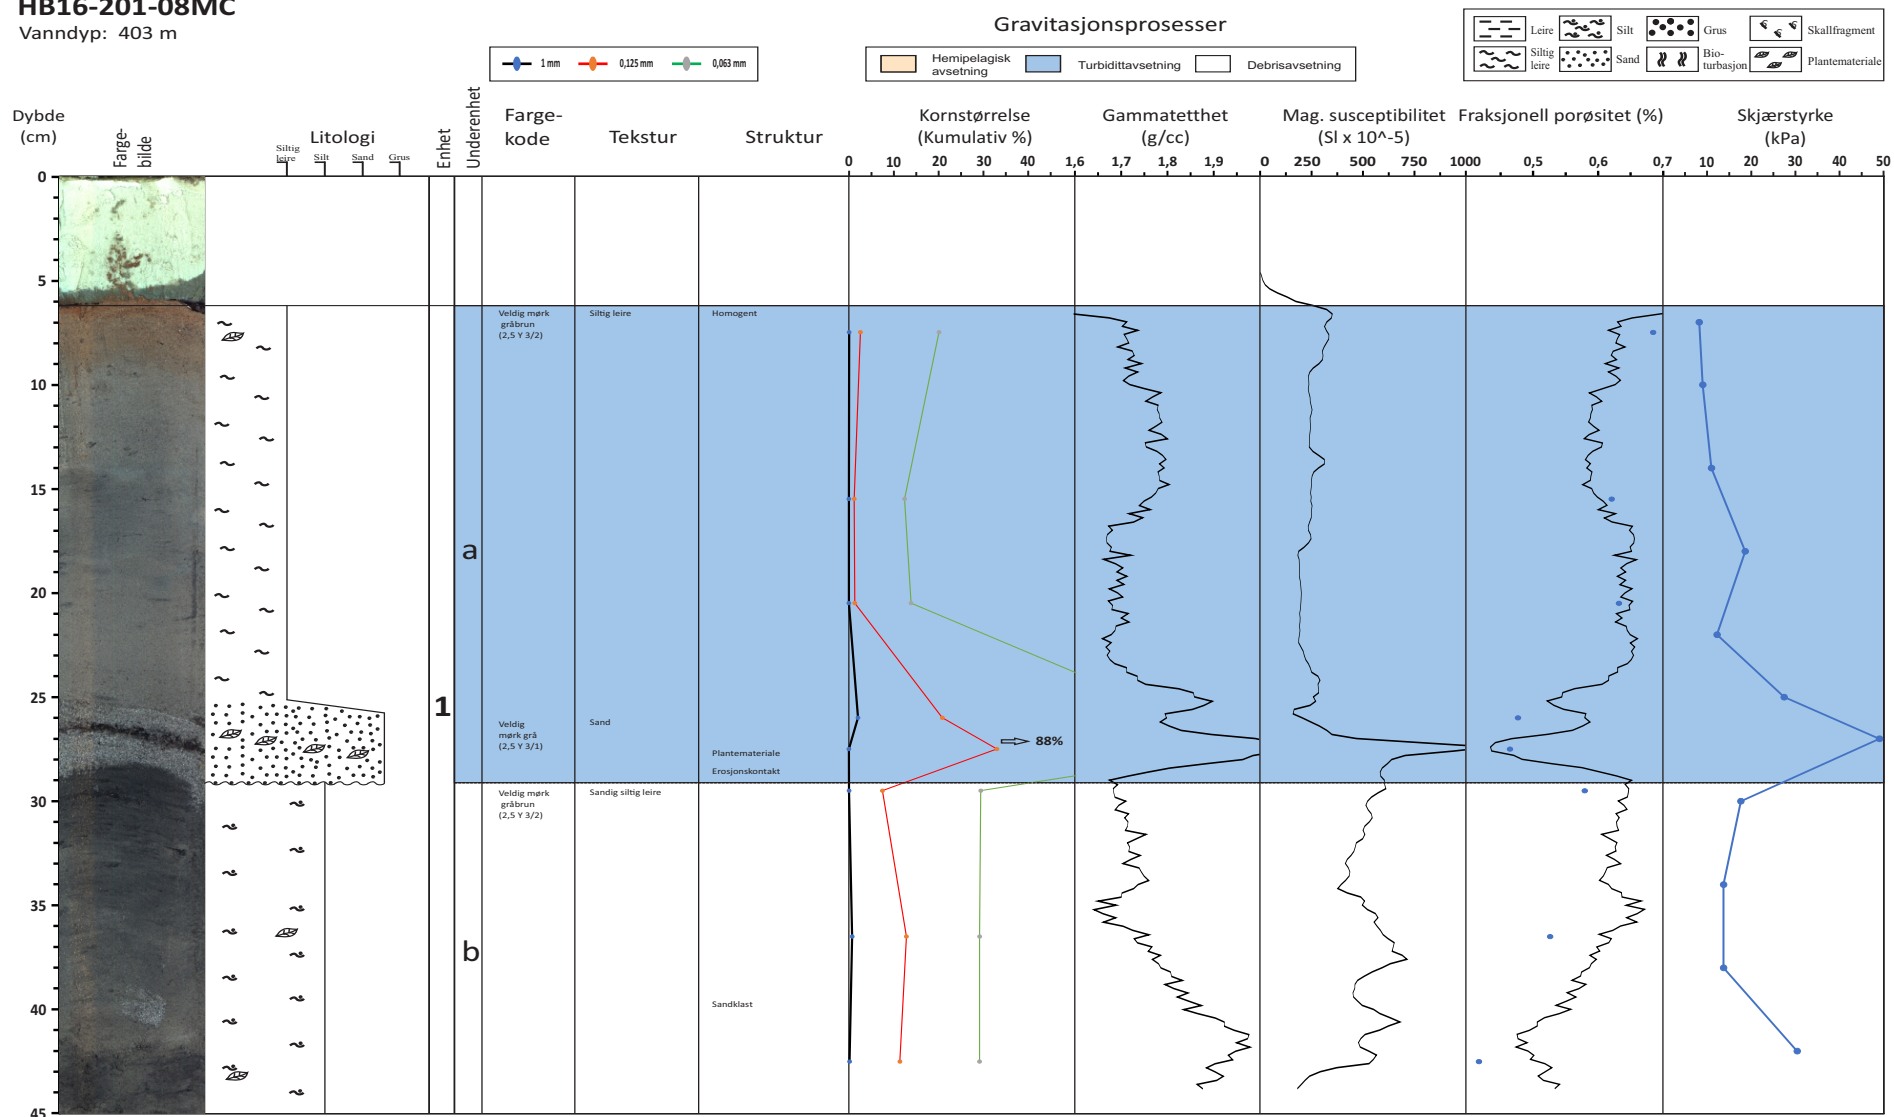 HB16-201-08MC
Vanndyp: 403 m
Gravitasjonsprosesser
1 mm
0,125 mm
0,063 mm
Hemipelagisk
avsetning
Turbidittavsetning
Debrisavsetning
Leire
Silt
Grus
Skallfragment
Siltig
leire
Sand
Bio-
turbasjon
Plantemateriale
Dybde
(cm)
Farge-
bilde
Litologi
Siltig
leire
Silt
Sand
Grus
Enhet
Underenhet
Farge-
kode
Tekstur
Struktur
Kornstørrelse
(Kumulativ %)
Gammatetthet
(g/cc)
Mag. susceptibilitet
(Sl x 10^-5)
Fraksjonell porøsitet (%)
Skjærstyrke
(kPa)
0 10 20 30 40
1,6 1,7 1,8 1,9
0 250 500 750 1000
0,5 0,6 0,7
10 20 30 40 50
0
5
10
15
20
25
30
35
40
45
1
a
b
Veldig mørk
gråbrun
(2,5 Y 3/2)
Siltig leire
Homogent
Veldig
mørk grå
(2,5 Y 3/1)
Sand
88%
Plantemateriale
Erosjonskontakt
Veldig mørk
gråbrun
(2,5 Y 3/2)
Sandig siltig leire
Sandklast